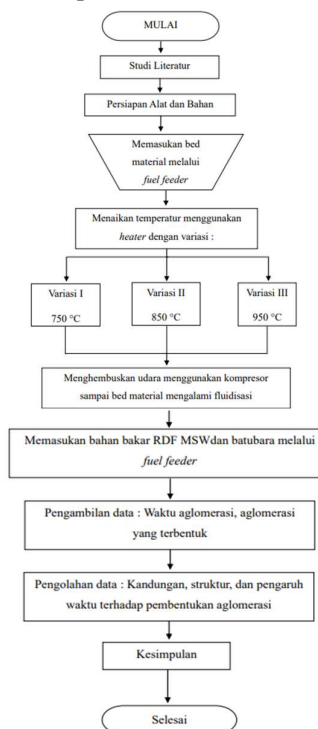 MULAI
Studi Literatur
Persiapan Alat dan Bahan
Memasukan bed
material melalui
fuel feeder
Menaikan temperatur menggunakan
heater dengan variasi :
Variasi I
750 °C
Variasi II
850 °C
Variasi III
950 °C
Menghembuskan udara menggunakan kompresor
sampai bed material mengalami fluidisasi
Memasukan bahan bakar RDF MSWdan batubara melalui
fuel feeder
Pengambilan data : Waktu aglomerasi, aglomerasi
yang terbentuk
Pengolahan data : Kandungan, struktur, dan pengaruh
waktu terhadap pembentukan aglomerasi
Kesimpulan
Selesai